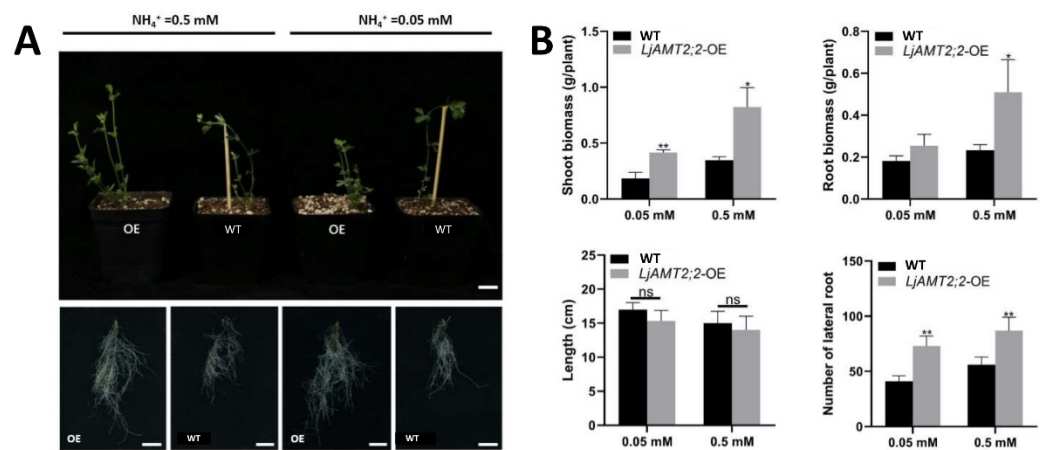 A
NH₄⁺=0.5 mM
NH₄⁺=0.05 mM
OE
WT
OE
WT
OE
WT
OE
WT
B
Shoot biomass (g/plant)
1.5
1.0
0.5
0.0
WT
LjAMT2;2-OE
**
*
0.05 mM
0.5 mM
Root biomass (g/plant)
0.8
0.6
0.4
0.2
0.0
WT
LjAMT2;2-OE
*
0.05 mM
0.5 mM
Length (cm)
25
20
15
10
5
0
WT
LjAMT2;2-OE
ns
ns
0.05 mM
0.5 mM
Number of lateral root
150
100
50
0
WT
LjAMT2;2-OE
**
**
0.05 mM
0.5 mM